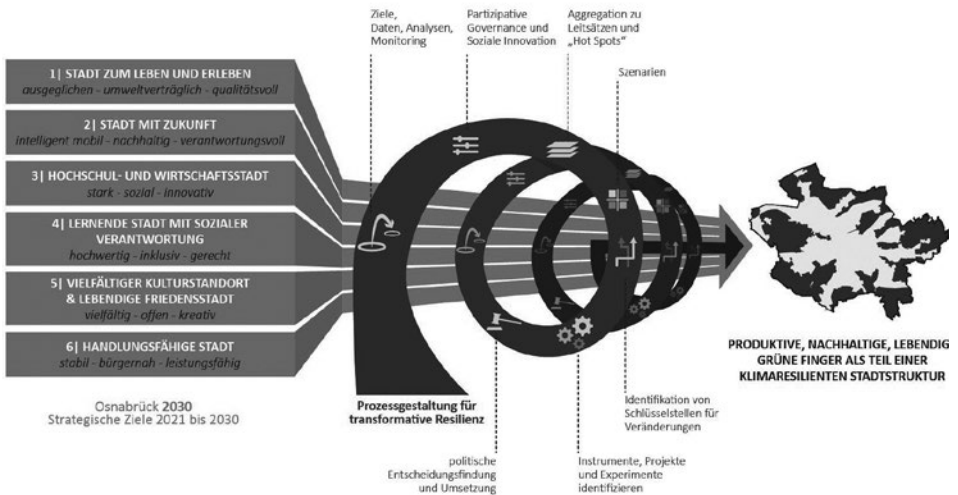 Ziele,
Daten, Analysen,
Monitoring
Partizipative
Governance und
Soziale Innovation
Aggregation zu
Leitsätzen und
„Hot Spots“
Szenarien
1| STADT ZUM LEBEN UND ERLEBEN
ausgeglichen - umweltverträglich - qualitätsvoll
2| STADT MIT ZUKUNFT
intelligent mobil - nachhaltig - verantwortungsvoll
3| HOCHSCHUL- UND WIRTSCHAFTSSTADT
stark - sozial - innovativ
4| LERNENDE STADT MIT SOZIALER
VERANTWORTUNG
hochwertig - inklusiv - gerecht
5| VIELFÄLTIGER KULTURSTANDORT
& LEBENDIGE FRIEDENSSTADT
vielfältig - offen - kreativ
6| HANDLUNGSFÄHIGE STADT
stabil - bürgernah - leistungsfähig
Osnabrück 2030
Strategische Ziele 2021 bis 2030
Prozessgestaltung für
transformative Resilienz
politische
Entscheidungsfindung
und Umsetzung
Instrumente, Projekte
und Experimente
identifizieren
Identifikation von
Schlüsselstellen für
Veränderungen
PRODUKTIVE, NACHHALTIGE, LEBENDIG
GRÜNE FINGER ALS TEIL EINER
KLIMARESILIENTEN STADTSTRUKTUR